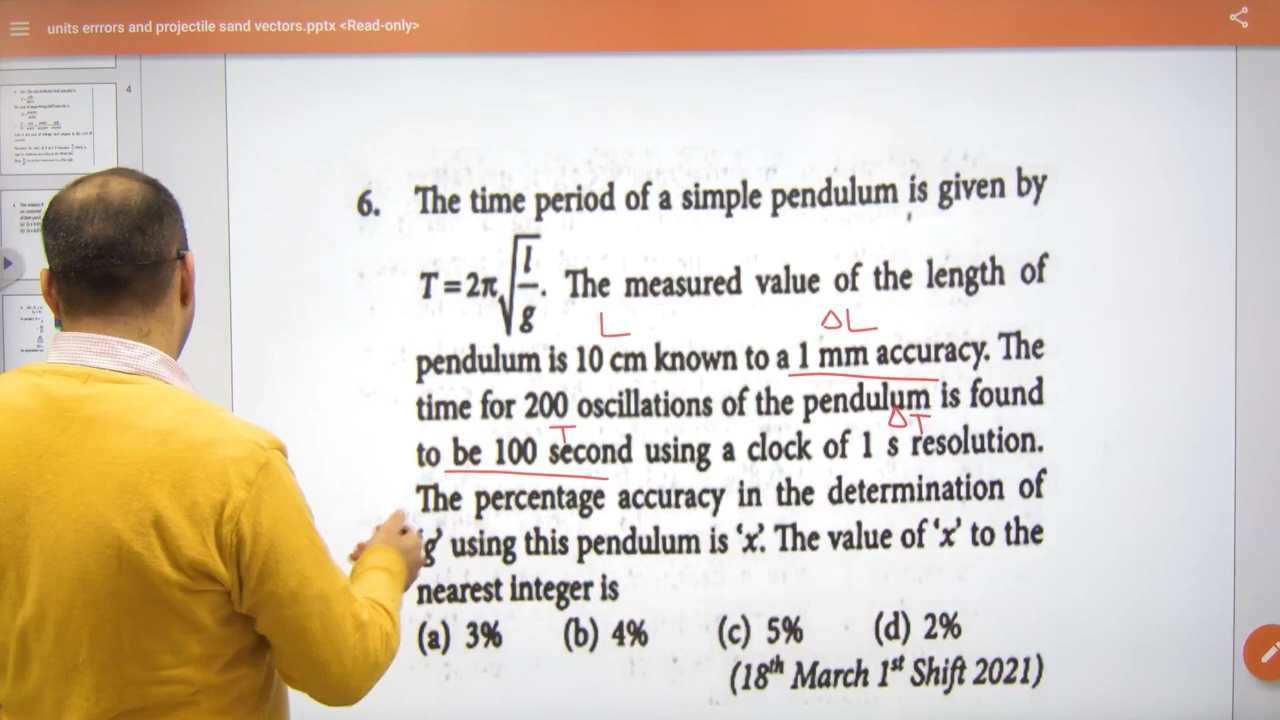 units errrors and projectile sand vectors.pptx <Read-only>
4
6. The time period of a simple pendulum is given by
T = 2π√(l/g). The measured value of the length of
L ΔL
pendulum is 10 cm known to a 1 mm accuracy. The
time for 200 oscillations of the pendulum is found
T ΔT
to be 100 second using a clock of 1 s resolution.
The percentage accuracy in the determination of
g’ using this pendulum is ‘x’. The value of ‘x’ to the
nearest integer is
(a) 3% (b) 4% (c) 5% (d) 2%
(18th March 1st Shift 2021)